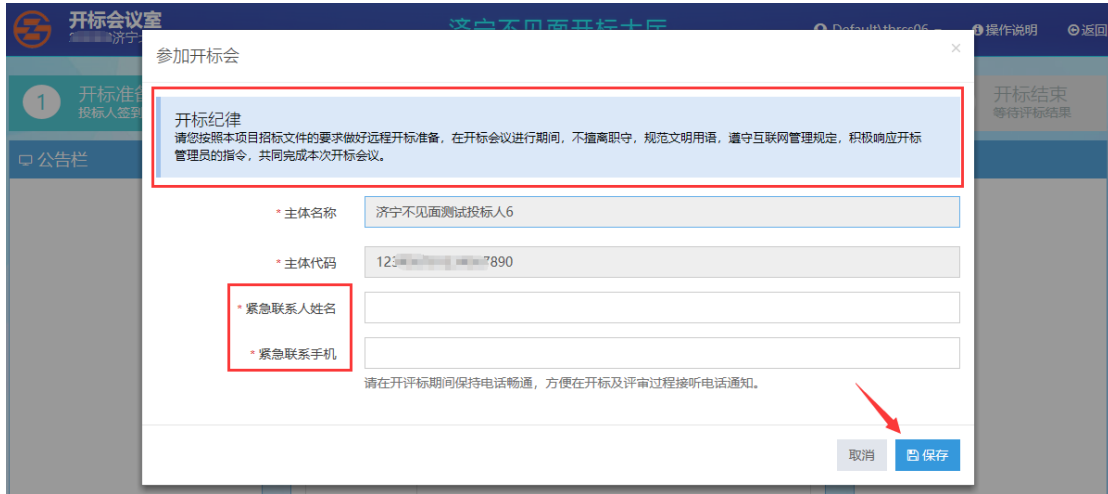 开标会议室
济宁不见面开标大厅
操作说明
返回
参加开标会
1
开标准备
投标人签到
开标结束
等待评标结果
公告栏
开标纪律
请您按照本项目招标文件的要求做好远程开标准备，在开标会议进行期间，不擅离职守，规范文明用语，遵守互联网管理规定，积极响应开标
管理员的指令，共同完成本次开标会议。
* 主体名称
济宁不见面测试投标人6
* 主体代码
123 7890
* 紧急联系人姓名
* 紧急联系手机
请在开评标期间保持电话畅通，方便在开标及评审过程接听电话通知。
取消
保存